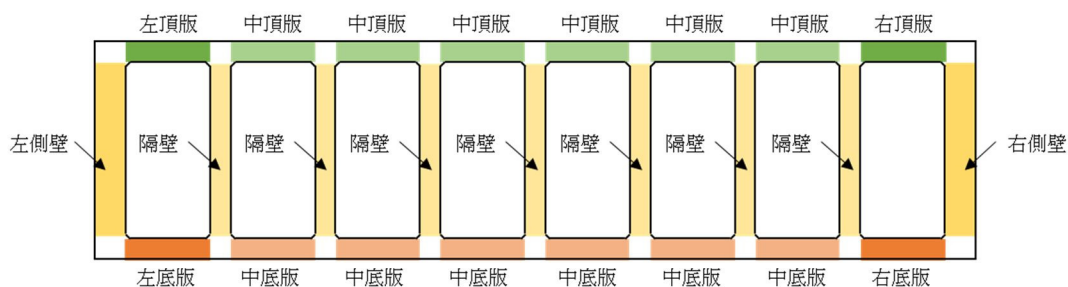 左頂版 中頂版 中頂版 中頂版 中頂版 中頂版 中頂版 右頂版
左側壁 隔壁 隔壁 隔壁 隔壁 隔壁 隔壁 隔壁 右側壁
左底版 中底版 中底版 中底版 中底版 中底版 中底版 右底版